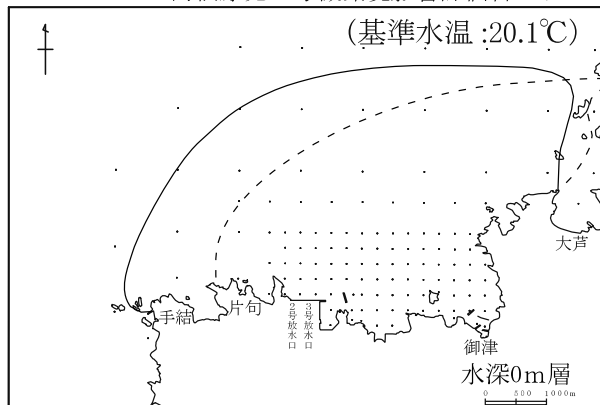 (基準水温:20.1℃)
大芦
手結
片句
2号放水口
3号放水口
御津
水深0m層
0 500 1000m